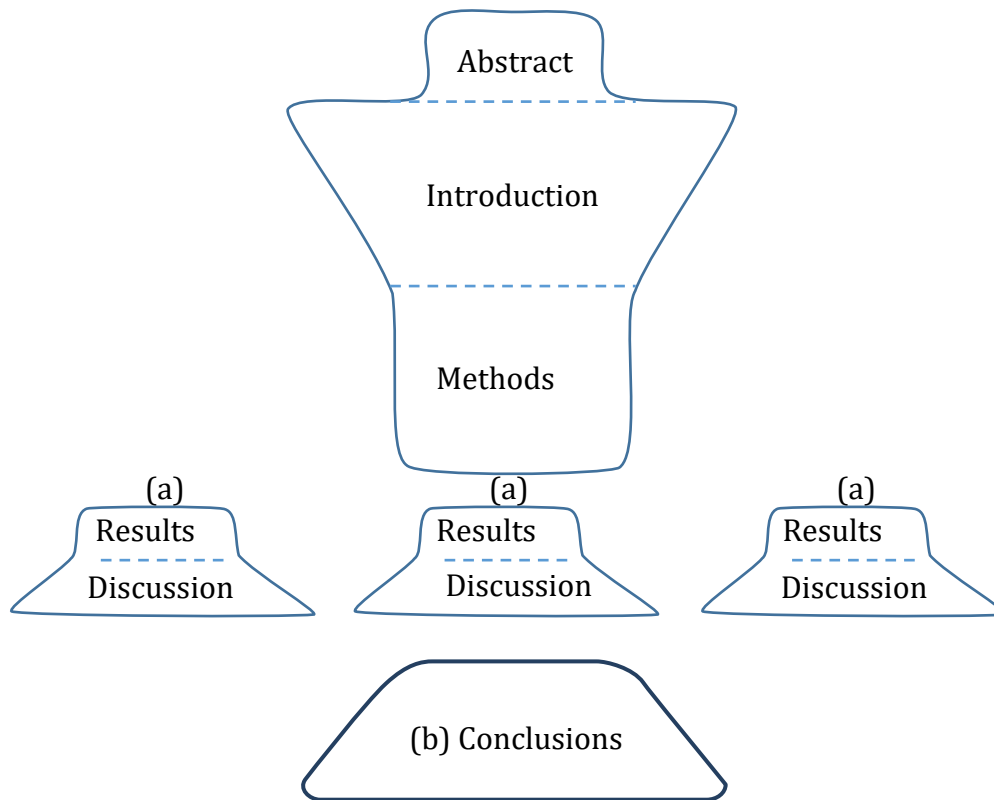 Abstract
Introduction
Methods
(a) (a) (a)
Results Results Results
Discussion Discussion Discussion
(b) Conclusions